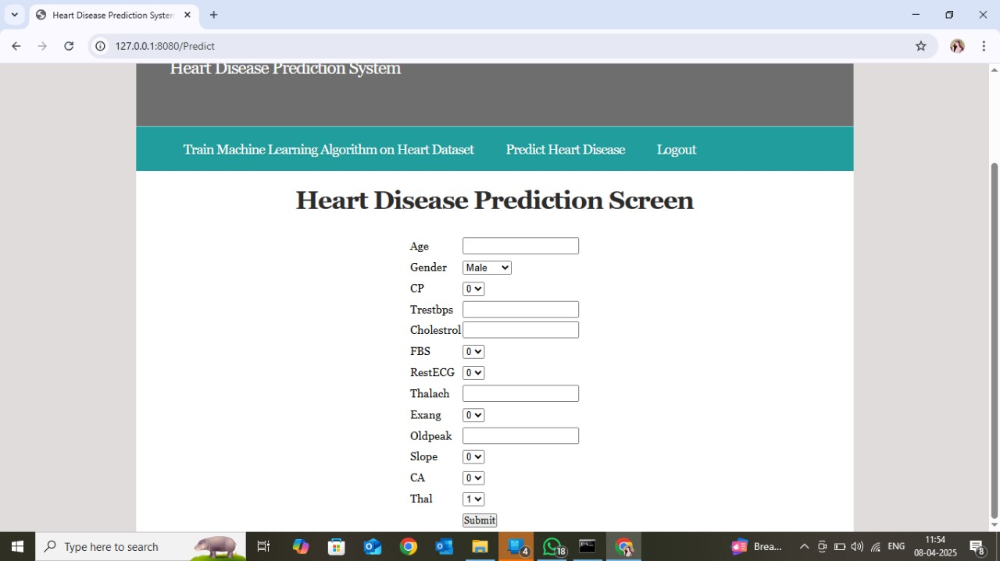 Heart Disease Prediction System
127.0.0.1:8080/Predict
Heart Disease Prediction System
Train Machine Learning Algorithm on Heart Dataset Predict Heart Disease Logout
Heart Disease Prediction Screen
Age
Gender Male
CP 0
Trestbps
Cholestrol
FBS 0
RestECG 0
Thalach
Exang 0
Oldpeak
Slope 0
CA 0
Thal 1
Submit
Type here to search 4 18 Brea... ENG 11:54
08-04-2025 8